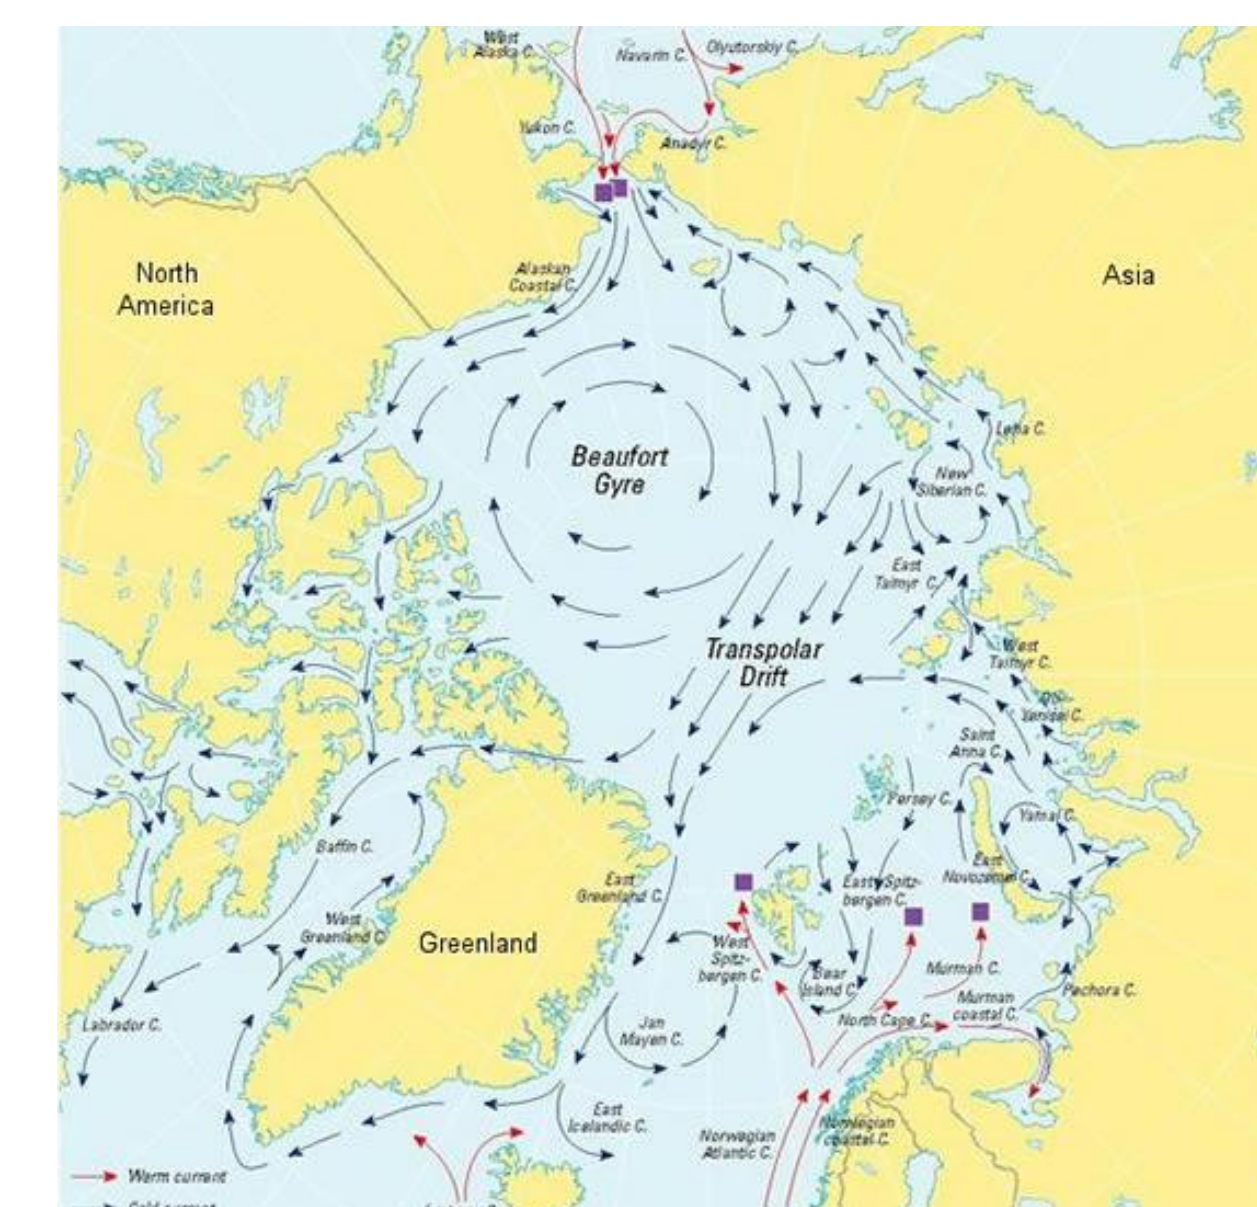 West
Alaska C.
Navarin C.
Olyutorskiy C.
Yukon C.
Anadyr C.
North
America
Asia
Alaskan
Coastal C.
Beaufort
Gyre
Lena C.
New
Siberian C.
East
Taimyr C.
Transpolar
Drift
West
Taimyr C.
Ob-
Yenisei C.
Saint
Anna C.
Persey C.
Yamal C.
Baffin C.
East
Greenland C.
East Spitz-
bergen C.
East
Novozemel C.
West
Greenland C.
Greenland
West
Spitz-
bergen C.
Bear
Island C.
Murman C.
Murman
coastal C.
Pechora C.
Labrador C.
Jan
Mayen C.
North Cape C.
East
Icelandic C.
Norwegian
Atlantic C.
Norwegian
coastal C.
Warm current
Cold current